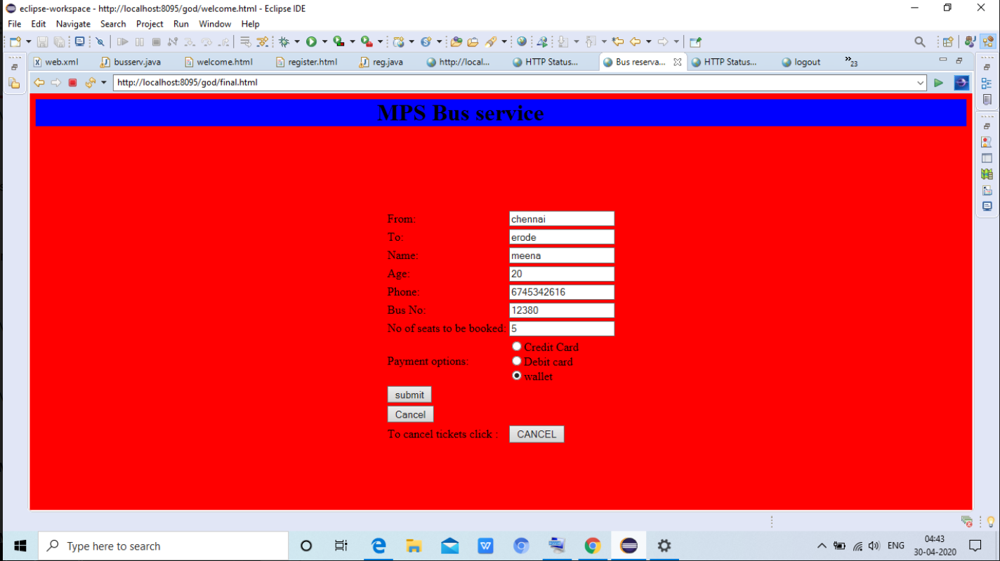 eclipse-workspace - http://localhost:8095/god/welcome.html - Eclipse IDE
File Edit Navigate Search Project Run Window Help
web.xml busserv.java welcome.html register.html reg.java http://local... HTTP Status... Bus reserva... HTTP Status... logout »23
http://localhost:8095/god/final.html
MPS Bus service
From: chennai
To: erode
Name: meena
Age: 20
Phone: 6745342616
Bus No: 12380
No of seats to be booked: 5
Credit Card
Payment options: Debit card
wallet
submit
Cancel
To cancel tickets click : CANCEL
Type here to search
ENG
04:43
30-04-2020